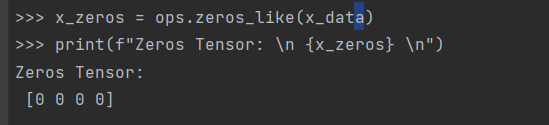 >>> x_zeros = ops.zeros_like(x_data)
>>> print(f"Zeros Tensor: \n {x_zeros} \n")
Zeros Tensor:
 [0 0 0 0]